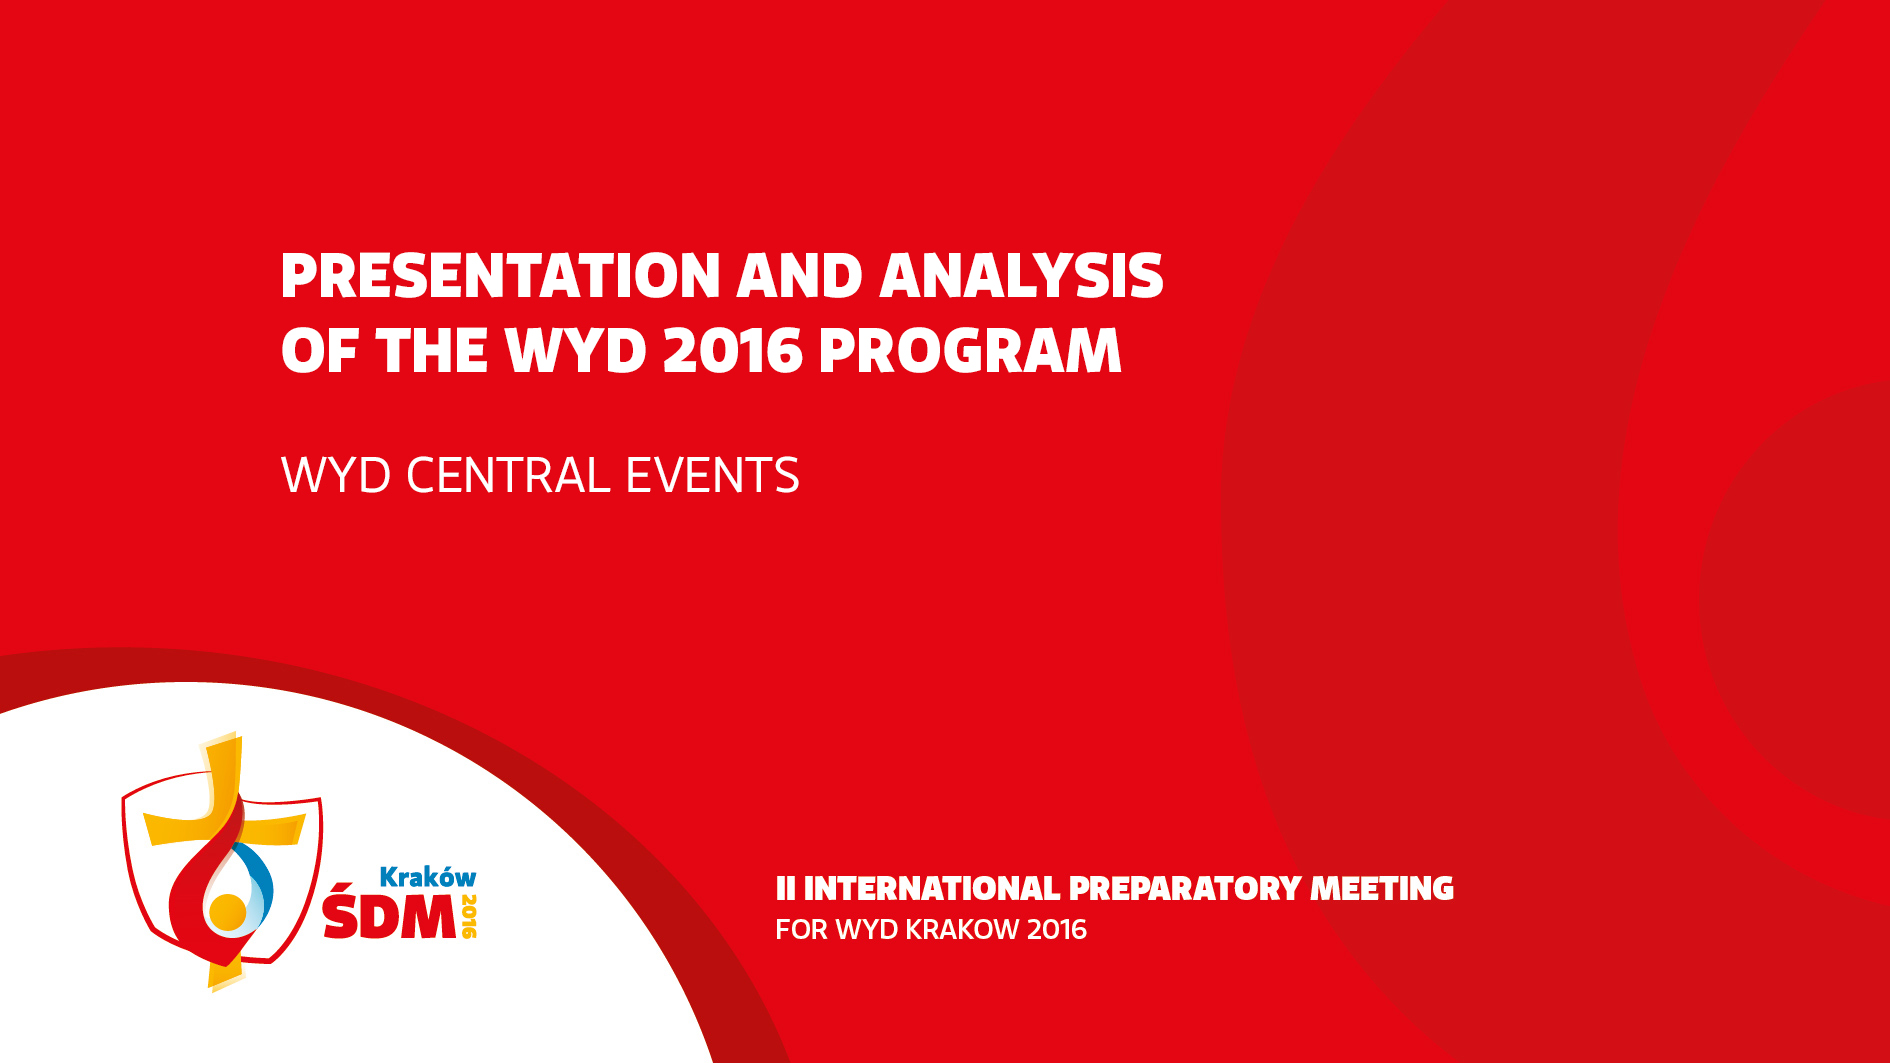 PRESENTATION AND ANALYSIS
OF THE WYD 2016 PROGRAM
WYD CENTRAL EVENTS
Kraków
ŚDM
2016
II INTERNATIONAL PREPARATORY MEETING
FOR WYD KRAKOW 2016